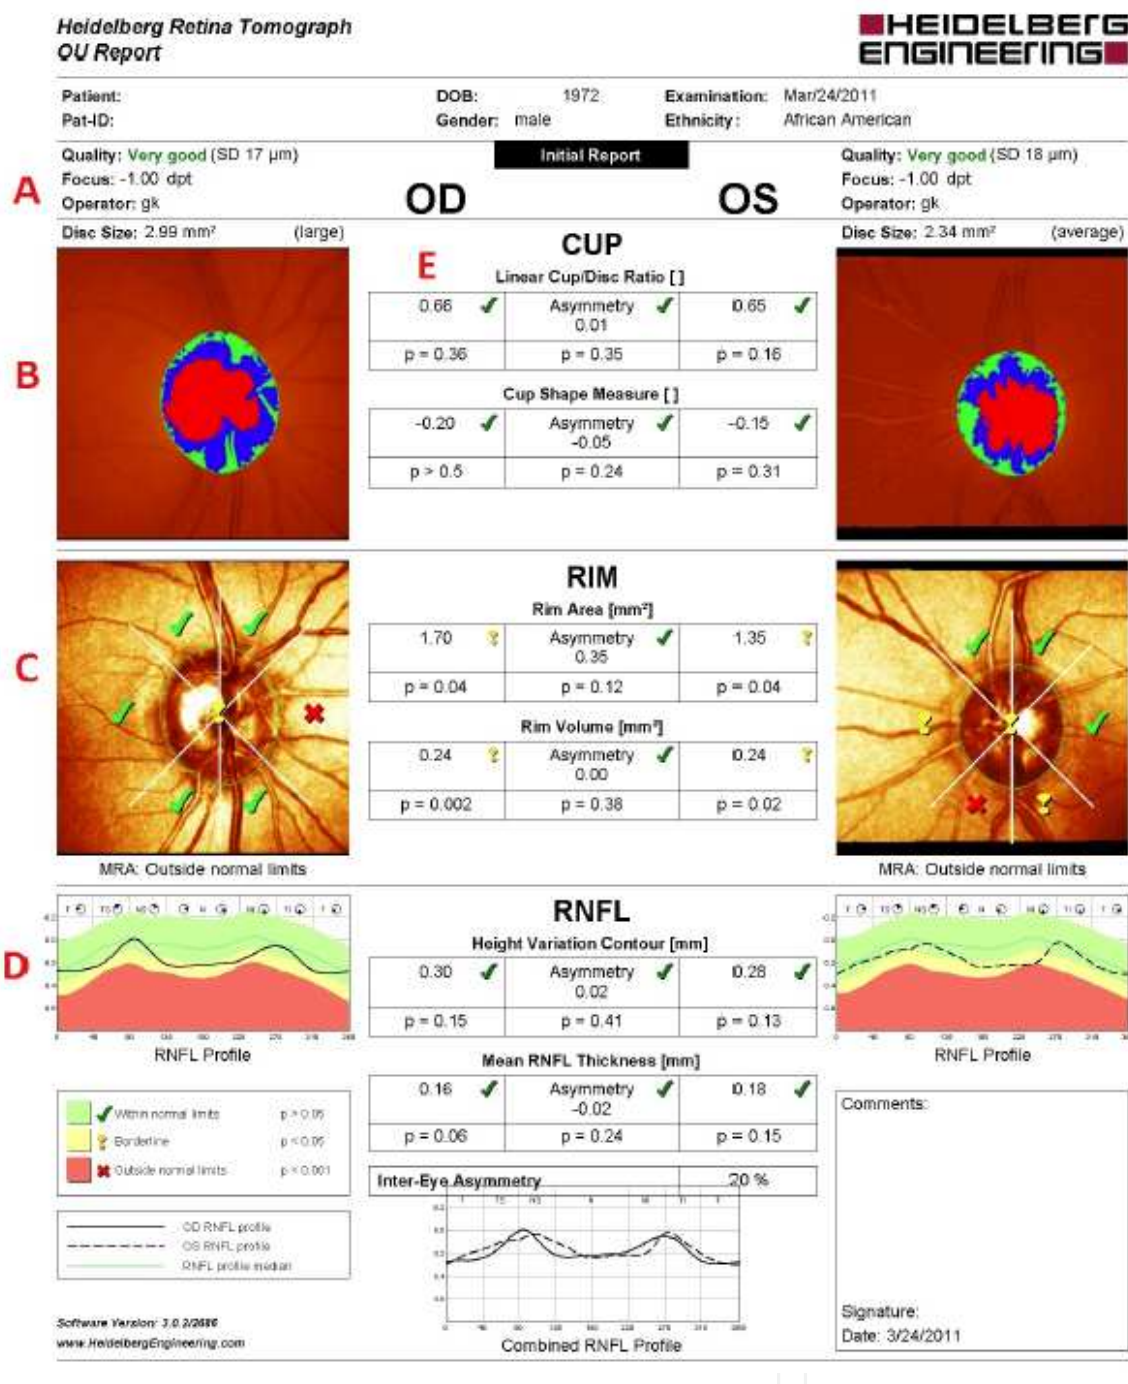 Heidelberg Retina Tomograph
OU Report
HEIDELBERG
ENGINEERING
Patient:
DOB: 1972
Examination: Mar/24/2011
Pat-ID:
Gender: male
Ethnicity: African American
Quality: Very good (SD 17 µm)
Initial Report
Quality: Very good (SD 18 µm)
A
Focus: -1.00 dpt
OD
OS
Focus: -1.00 dpt
Operator: gk
Operator: gk
Disc Size: 2.99 mm² (large)
Disc Size: 2.34 mm² (average)
CUP
E
Linear Cup/Disc Ratio [ ]
0.66 Asymmetry 0.65
0.01
p = 0.36 p = 0.35 p = 0.16
B
Cup Shape Measure [ ]
-0.20 Asymmetry -0.15
-0.05
p > 0.5 p = 0.24 p = 0.31
RIM
Rim Area [mm²]
1.70 Asymmetry 1.35
0.35
C
p = 0.04 p = 0.12 p = 0.04
Rim Volume [mm³]
0.24 Asymmetry 0.24
0.00
p = 0.002 p = 0.38 p = 0.02
MRA: Outside normal limits
MRA: Outside normal limits
RNFL
D
Height Variation Contour [mm]
0.30 Asymmetry 0.28
0.02
p = 0.15 p = 0.41 p = 0.13
RNFL Profile
RNFL Profile
Mean RNFL Thickness [mm]
0.16 Asymmetry 0.18
-0.02
p = 0.06 p = 0.24 p = 0.15
Within normal limits p > 0.05
Borderline p < 0.05
Outside normal limits p < 0.001
Comments:
Inter-Eye Asymmetry 20 %
OD RNFL profile
OS RNFL profile
RNFL profile median
Combined RNFL Profile
Software Version: 3.0.2/2686
www.HeidelbergEngineering.com
Signature:
Date: 3/24/2011